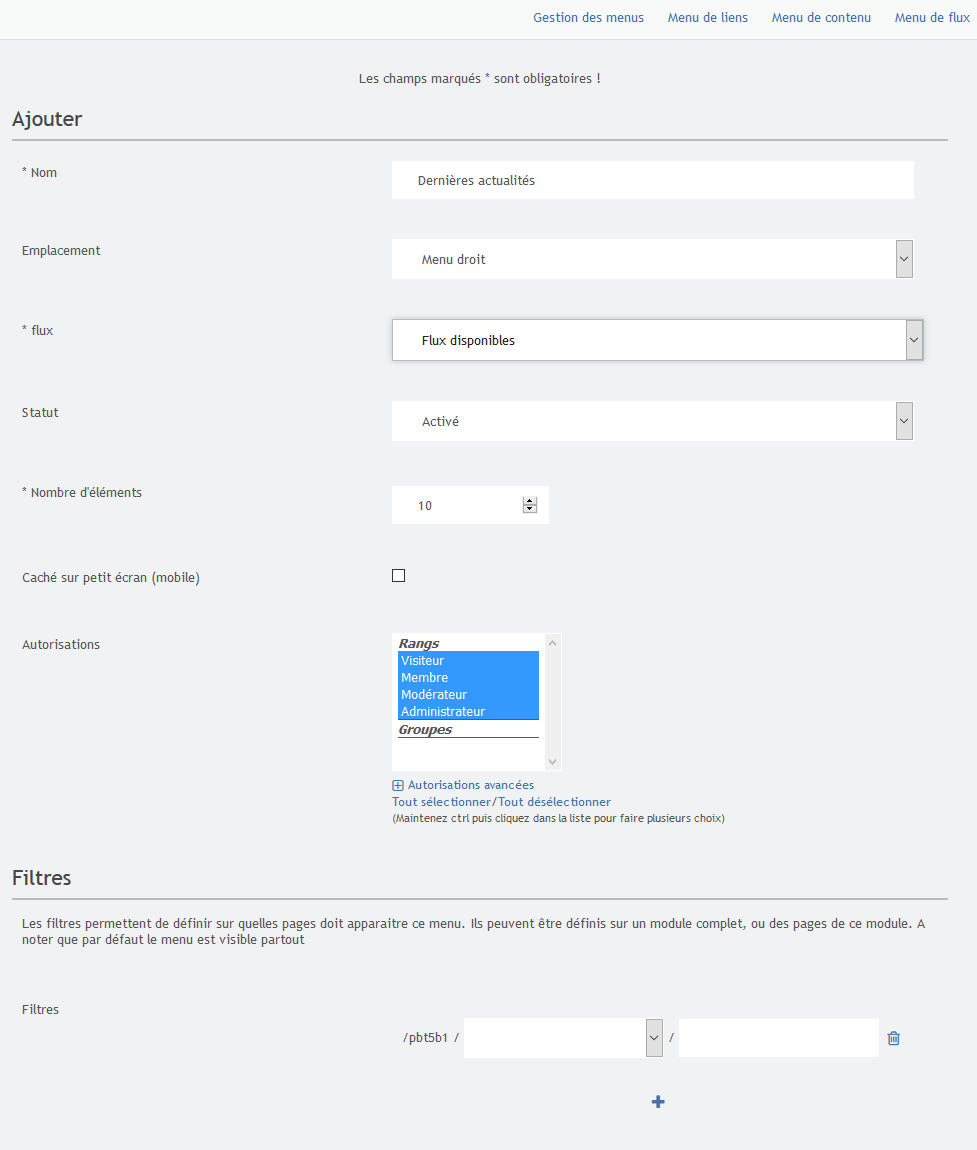 Gestion des menus Menu de liens Menu de contenu Menu de flux
Les champs marqués * sont obligatoires !
Ajouter
* Nom
Dernières actualités
Emplacement
Menu droit
* flux
Flux disponibles
Statut
Activé
* Nombre d'éléments
10
Caché sur petit écran (mobile)
Autorisations
Rangs
Visiteur
Membre
Modérateur
Administrateur
Groupes
Autorisations avancées
Tout sélectionner/Tout désélectionner
(Maintenez ctrl puis cliquez dans la liste pour faire plusieurs choix)
Filtres
Les filtres permettent de définir sur quelles pages doit apparaitre ce menu. Ils peuvent être définis sur un module complet, ou des pages de ce module. A
noter que par défaut le menu est visible partout
Filtres
/pbt5b1 / /